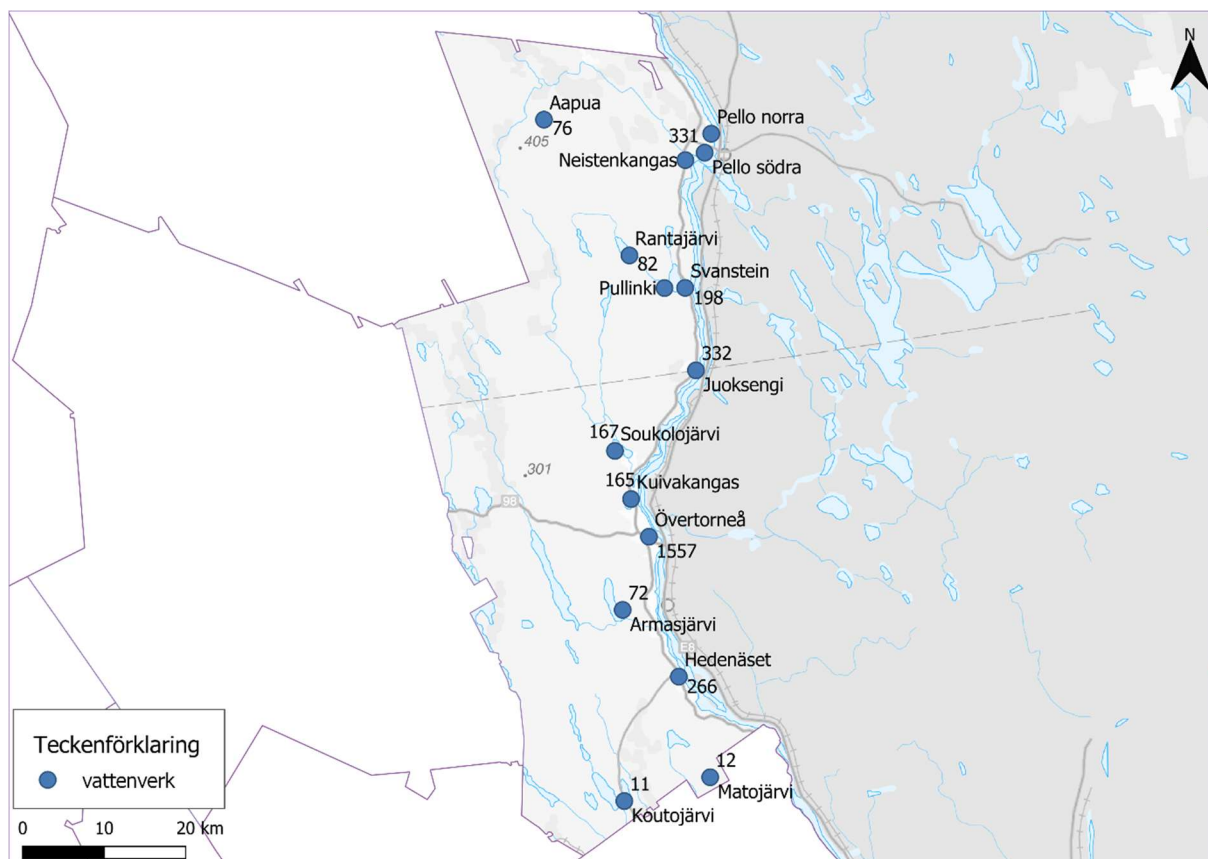 N
Aapua
76
405
Pello norra
331
Neistenkangas
Pello södra
Rantajärvi
82
Pullinki
Svanstein
198
332
Juoksengi
167
Soukolojärvi
301
165
Kuivakangas
98
Övertorneå
1557
72
Armasjärvi
E8
Hedenäset
266
12
Matojärvi
11
Koutojärvi
Teckenförklaring
vattenverk
0 10 20 km